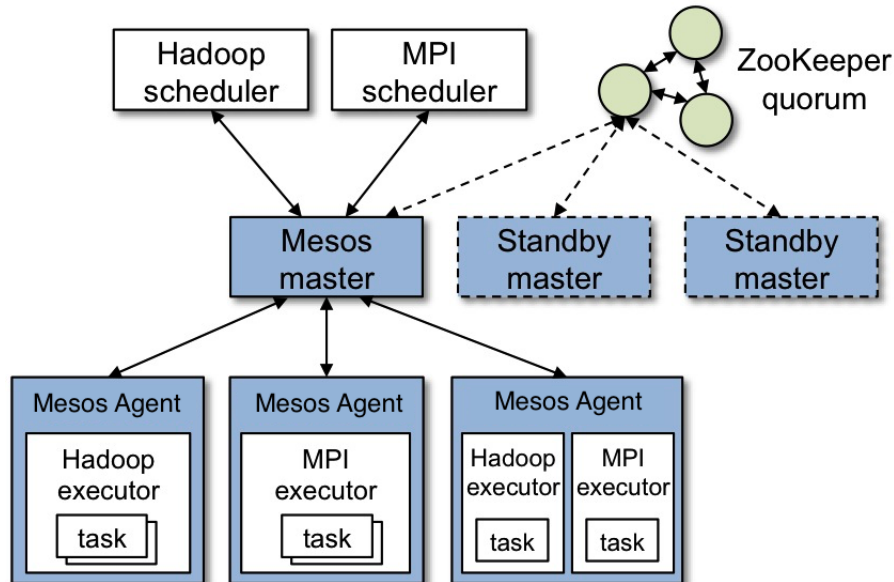 Hadoop
scheduler
MPI
scheduler
ZooKeeper
quorum
Mesos
master
Standby
master
Standby
master
Mesos Agent
Hadoop
executor
task
Mesos Agent
MPI
executor
task
Mesos Agent
Hadoop
executor
task
MPI
executor
task